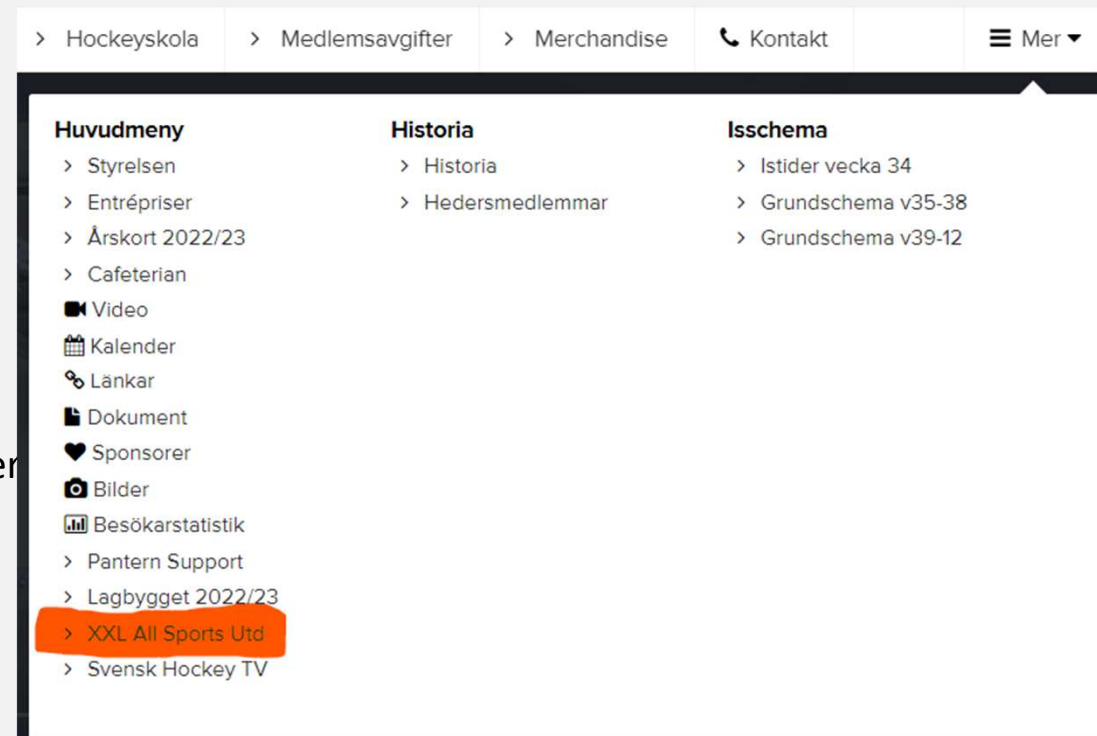 > Hockeyskola > Medlemsavgifter > Merchandise Kontakt Mer
Huvudmeny
> Styrelsen
> Entrépriser
> Årskort 2022/23
> Cafeterian
Video
Kalender
Länkar
Dokument
Sponsorer
Bilder
Besökarstatistik
> Pantern Support
> Lagbygget 2022/23
> XXL All Sports Utd
> Svensk Hockey TV
Historia
> Historia
> Hedersmedlemmar
Isschema
> Istider vecka 34
> Grundschema v35-38
> Grundschema v39-12